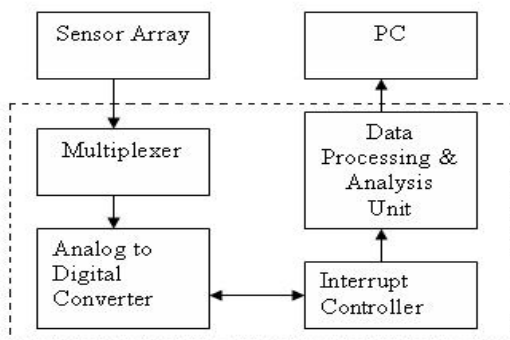 Sensor Array
PC
Multiplexer
Data
Processing &
Analysis
Unit
Analog to
Digital
Converter
Interrupt
Controller